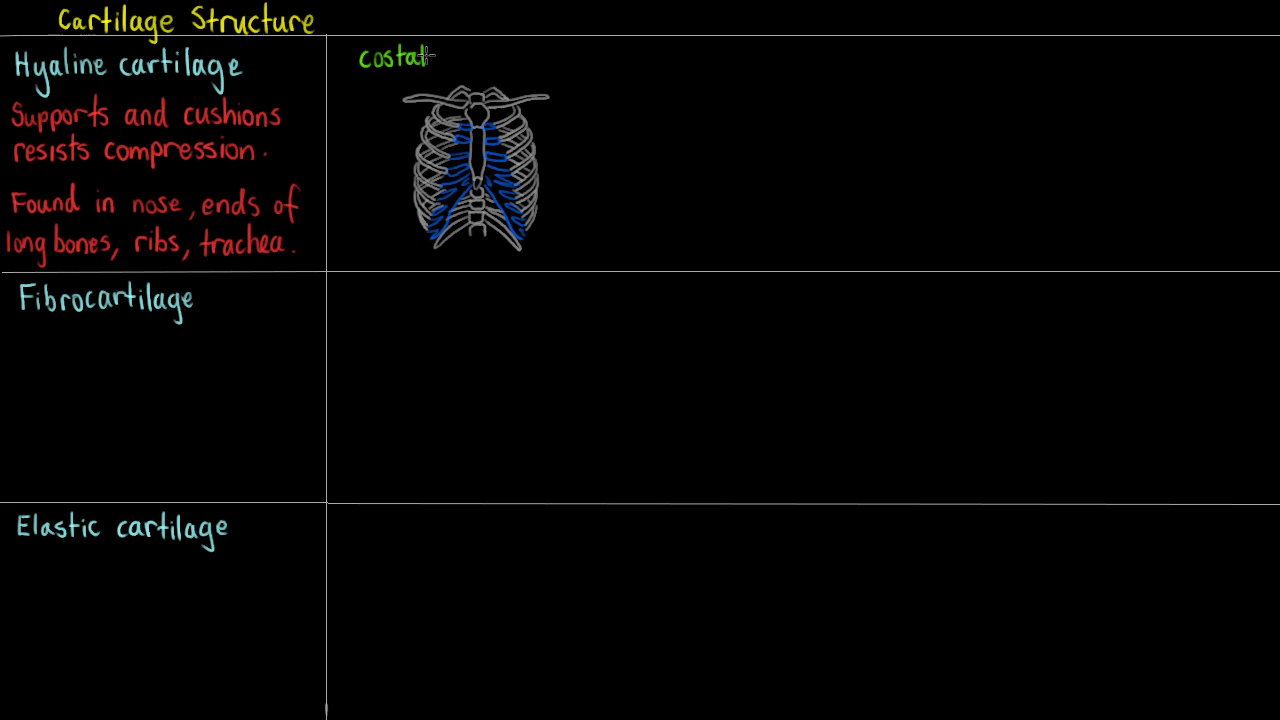 Cartilage Structure
Hyaline cartilage
Supports and cushions
resists compression.
Found in nose, ends of
long bones, ribs, trachea.
costal
Fibrocartilage
Elastic cartilage